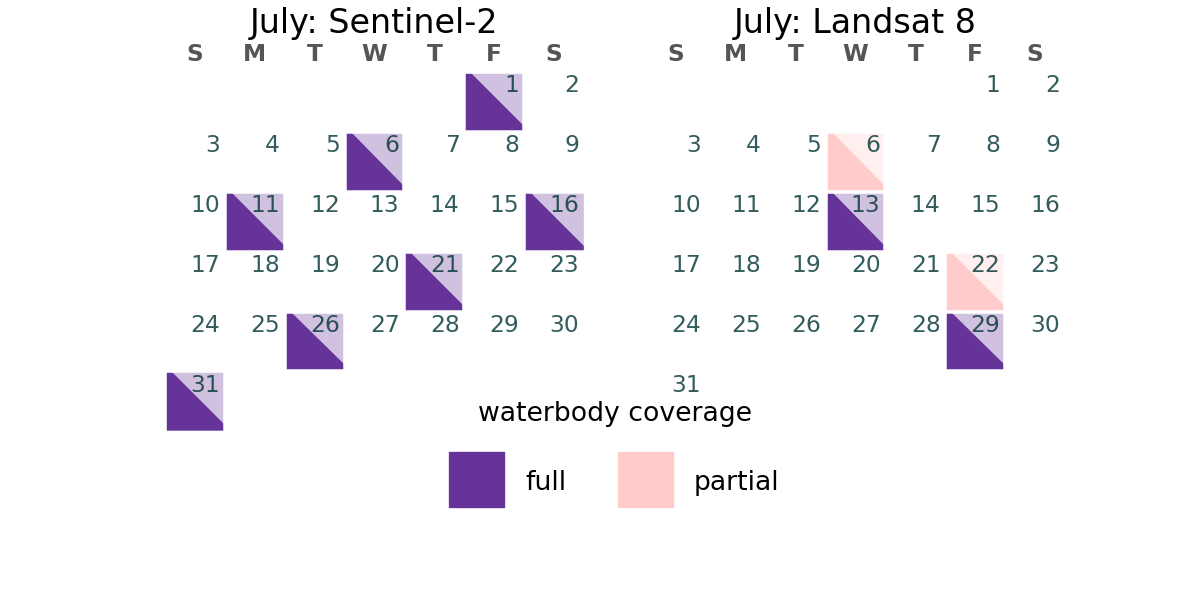 July: Sentinel-2
S M T W T F S
1 2
3 4 5 6 7 8 9
10 11 12 13 14 15 16
17 18 19 20 21 22 23
24 25 26 27 28 29 30
31
July: Landsat 8
S M T W T F S
1 2
3 4 5 6 7 8 9
10 11 12 13 14 15 16
17 18 19 20 21 22 23
24 25 26 27 28 29 30
31
waterbody coverage
full
partial